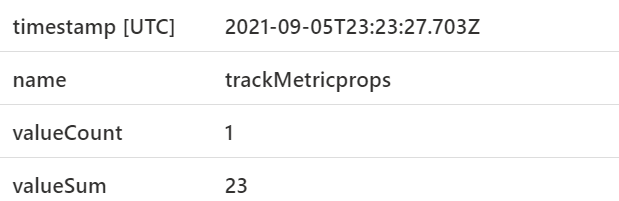 timestamp [UTC] 2021-09-05T23:23:27.703Z
name trackMetricprops
valueCount 1
valueSum 23